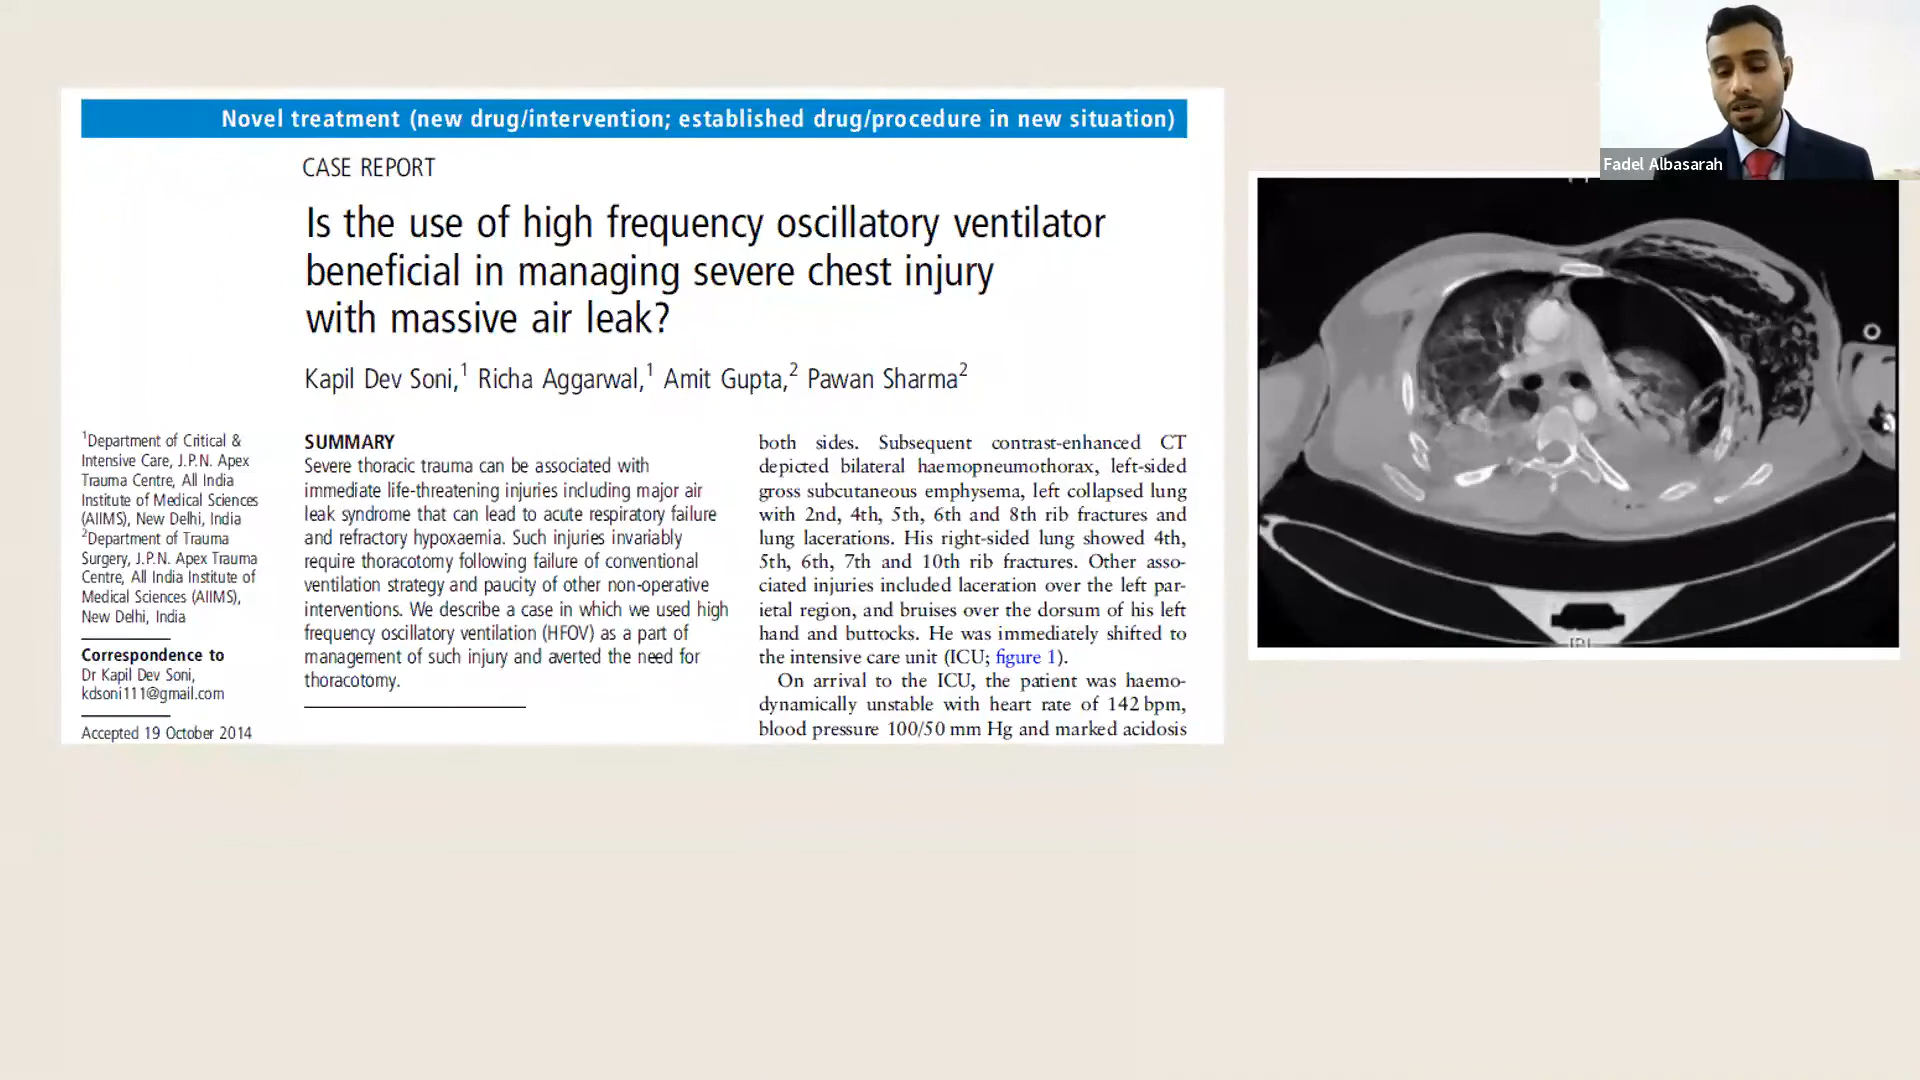 Novel treatment (new drug/intervention; established drug/procedure in new situation)
CASE REPORT
Is the use of high frequency oscillatory ventilator
beneficial in managing severe chest injury
with massive air leak?
Kapil Dev Soni,1 Richa Aggarwal,1 Amit Gupta,2 Pawan Sharma2
1Department of Critical &
Intensive Care, J.P.N. Apex
Trauma Centre, All India
Institute of Medical Sciences
(AIIMS), New Delhi, India
2Department of Trauma
Surgery, J.P.N. Apex Trauma
Centre, All India Institute of
Medical Sciences (AIIMS),
New Delhi, India
Correspondence to
Dr Kapil Dev Soni,
kdsoni111@gmail.com
Accepted 19 October 2014
SUMMARY
Severe thoracic trauma can be associated with
immediate life-threatening injuries including major air
leak syndrome that can lead to acute respiratory failure
and refractory hypoxaemia. Such injuries invariably
require thoracotomy following failure of conventional
ventilation strategy and paucity of other non-operative
interventions. We describe a case in which we used high
frequency oscillatory ventilation (HFOV) as a part of
management of such injury and averted the need for
thoracotomy.
both sides. Subsequent contrast-enhanced CT
depicted bilateral haemopneumothorax, left-sided
gross subcutaneous emphysema, left collapsed lung
with 2nd, 4th, 5th, 6th and 8th rib fractures and
lung lacerations. His right-sided lung showed 4th,
5th, 6th, 7th and 10th rib fractures. Other asso-
ciated injuries included laceration over the left par-
ietal region, and bruises over the dorsum of his left
hand and buttocks. He was immediately shifted to
the intensive care unit (ICU; figure 1).
On arrival to the ICU, the patient was haemo-
dynamically unstable with heart rate of 142 bpm,
blood pressure 100/50 mm Hg and marked acidosis
Fadel Albasarah